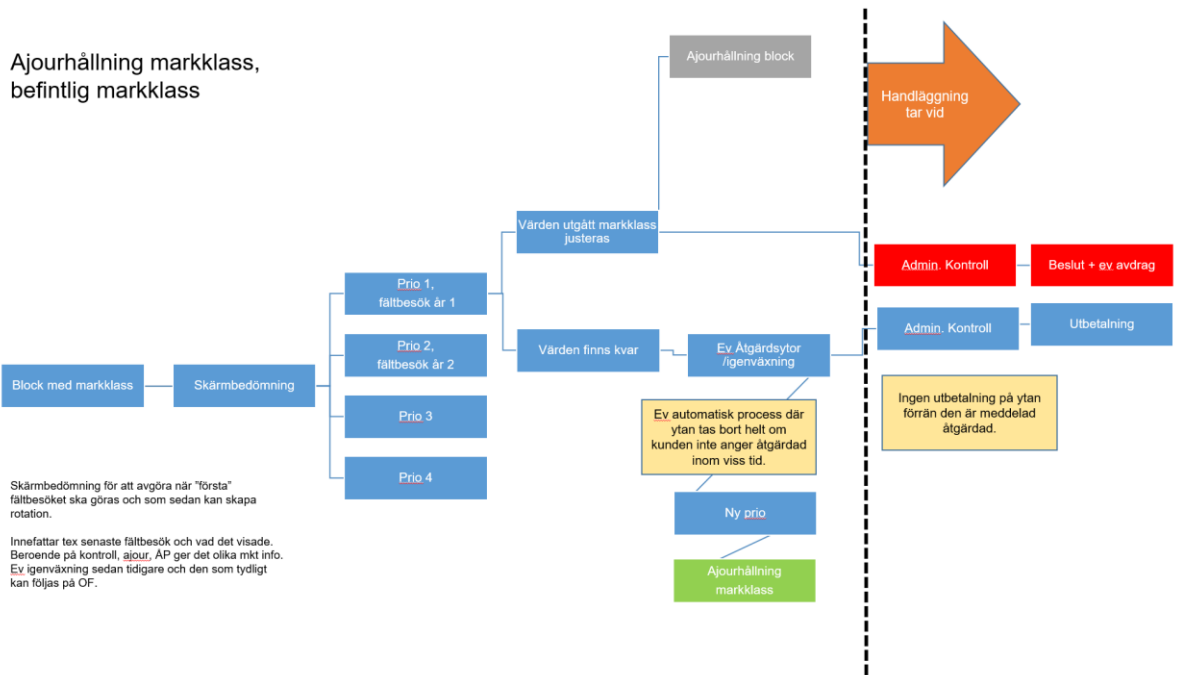 Ajourhållning markklass,
befintlig markklass
Ajourhållning block
Handläggning
tar vid
Värden utgått markklass
justeras
Admin. Kontroll
Beslut + ev avdrag
Prio 1,
fältbesök år 1
Prio 2,
fältbesök år 2
Värden finns kvar
Ev Åtgärdsytor
/igenväxning
Admin. Kontroll
Utbetalning
Block med markklass
Skärmbedömning
Prio 3
Prio 4
Ev automatisk process där
ytan tas bort helt om
kunden inte anger åtgärdad
inom viss tid.
Ingen utbetalning på ytan
förrän den är meddelad
åtgärdad.
Ny prio
Ajourhållning
markklass
Skärmbedömning för att avgöra när ”första”
fältbesöket ska göras och som sedan kan skapa
rotation.
Innefattar tex senaste fältbesök och vad det visade.
Beroende på kontroll, ajour, ÅP ger det olika mkt info.
Ev igenväxning sedan tidigare och den som tydligt
kan följas på OF.